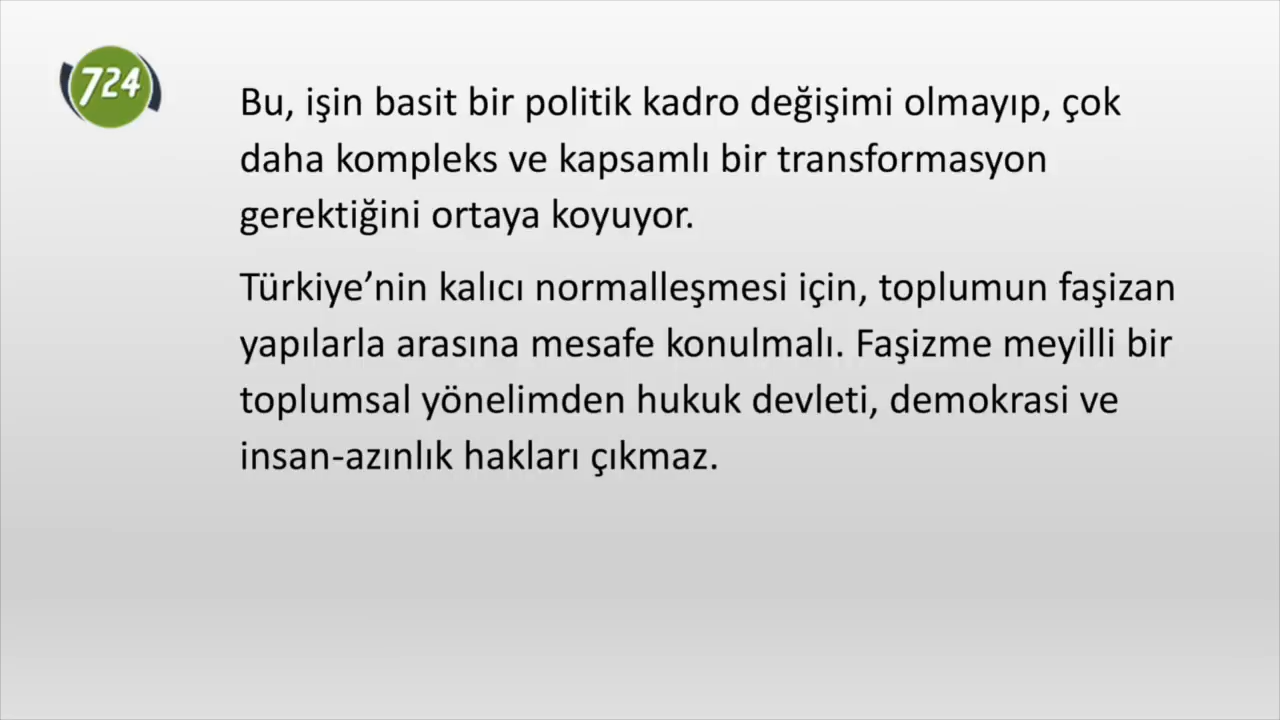 724
Bu, işin basit bir politik kadro değişimi olmayıp, çok
daha kompleks ve kapsamlı bir transformasyon
gerektiğini ortaya koyuyor.
Türkiye’nin kalıcı normalleşmesi için, toplumun faşizan
yapılarla arasına mesafe konulmalı. Faşizme meyilli bir
toplumsal yönelimden hukuk devleti, demokrasi ve
insan-azınlık hakları çıkmaz.